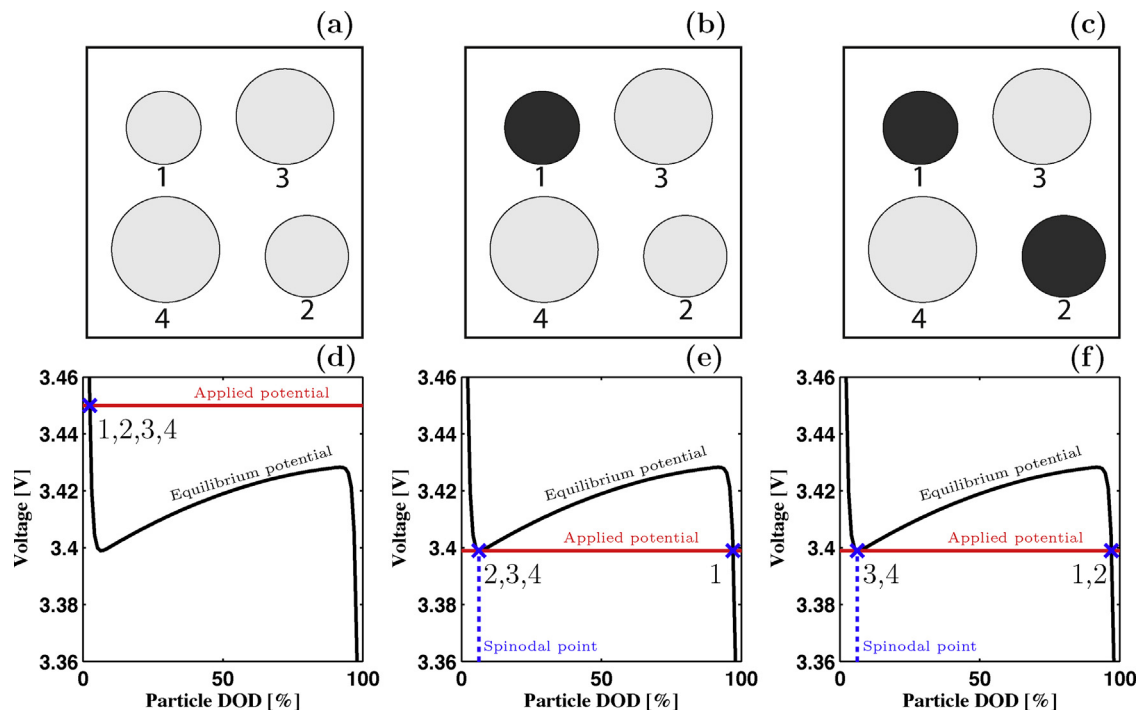 (a)
(b)
(c)
1
3
4
2
1
3
4
2
1
3
4
2
(d)
(e)
(f)
3.46
3.44
3.42
3.4
3.38
3.36
Voltage [V]
Applied potential
1,2,3,4
Equilibrium potential
0
50
100
Particle DOD [%]
3.46
3.44
3.42
3.4
3.38
3.36
Voltage [V]
Equilibrium potential
Applied potential
2,3,4
1
Spinodal point
0
50
100
Particle DOD [%]
3.46
3.44
3.42
3.4
3.38
3.36
Voltage [V]
Equilibrium potential
Applied potential
3,4
1,2
Spinodal point
0
50
100
Particle DOD [%]